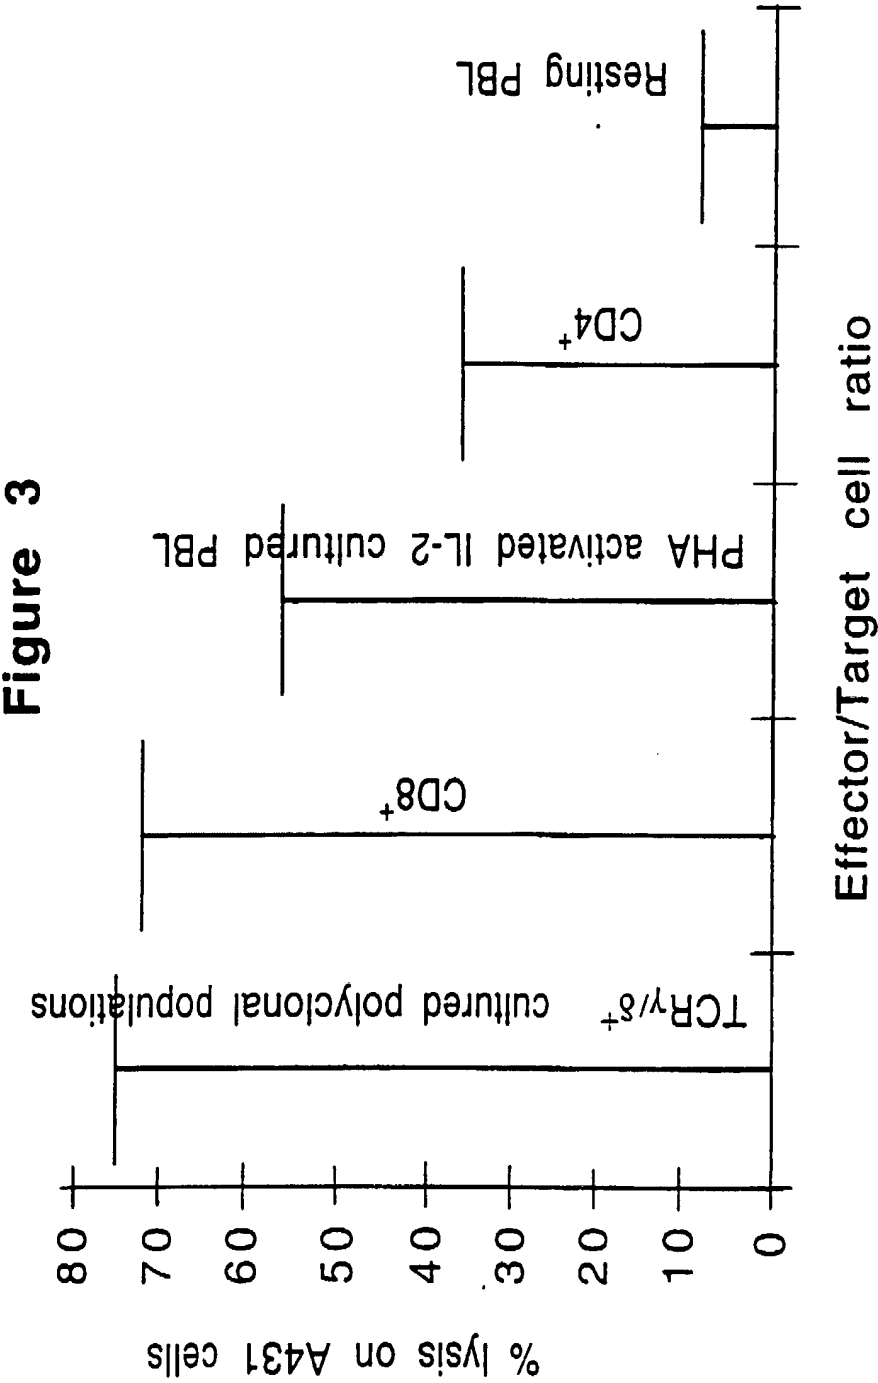 Figure 3
% lysis on A431 cells
80
70
60
50
40
30
20
10
0
TCRγ/δ+ cultured polyclonal populations
CD8+
PHA activated IL-2 cultured PBL
CD4+
Resting PBL
Effector/Target cell ratio